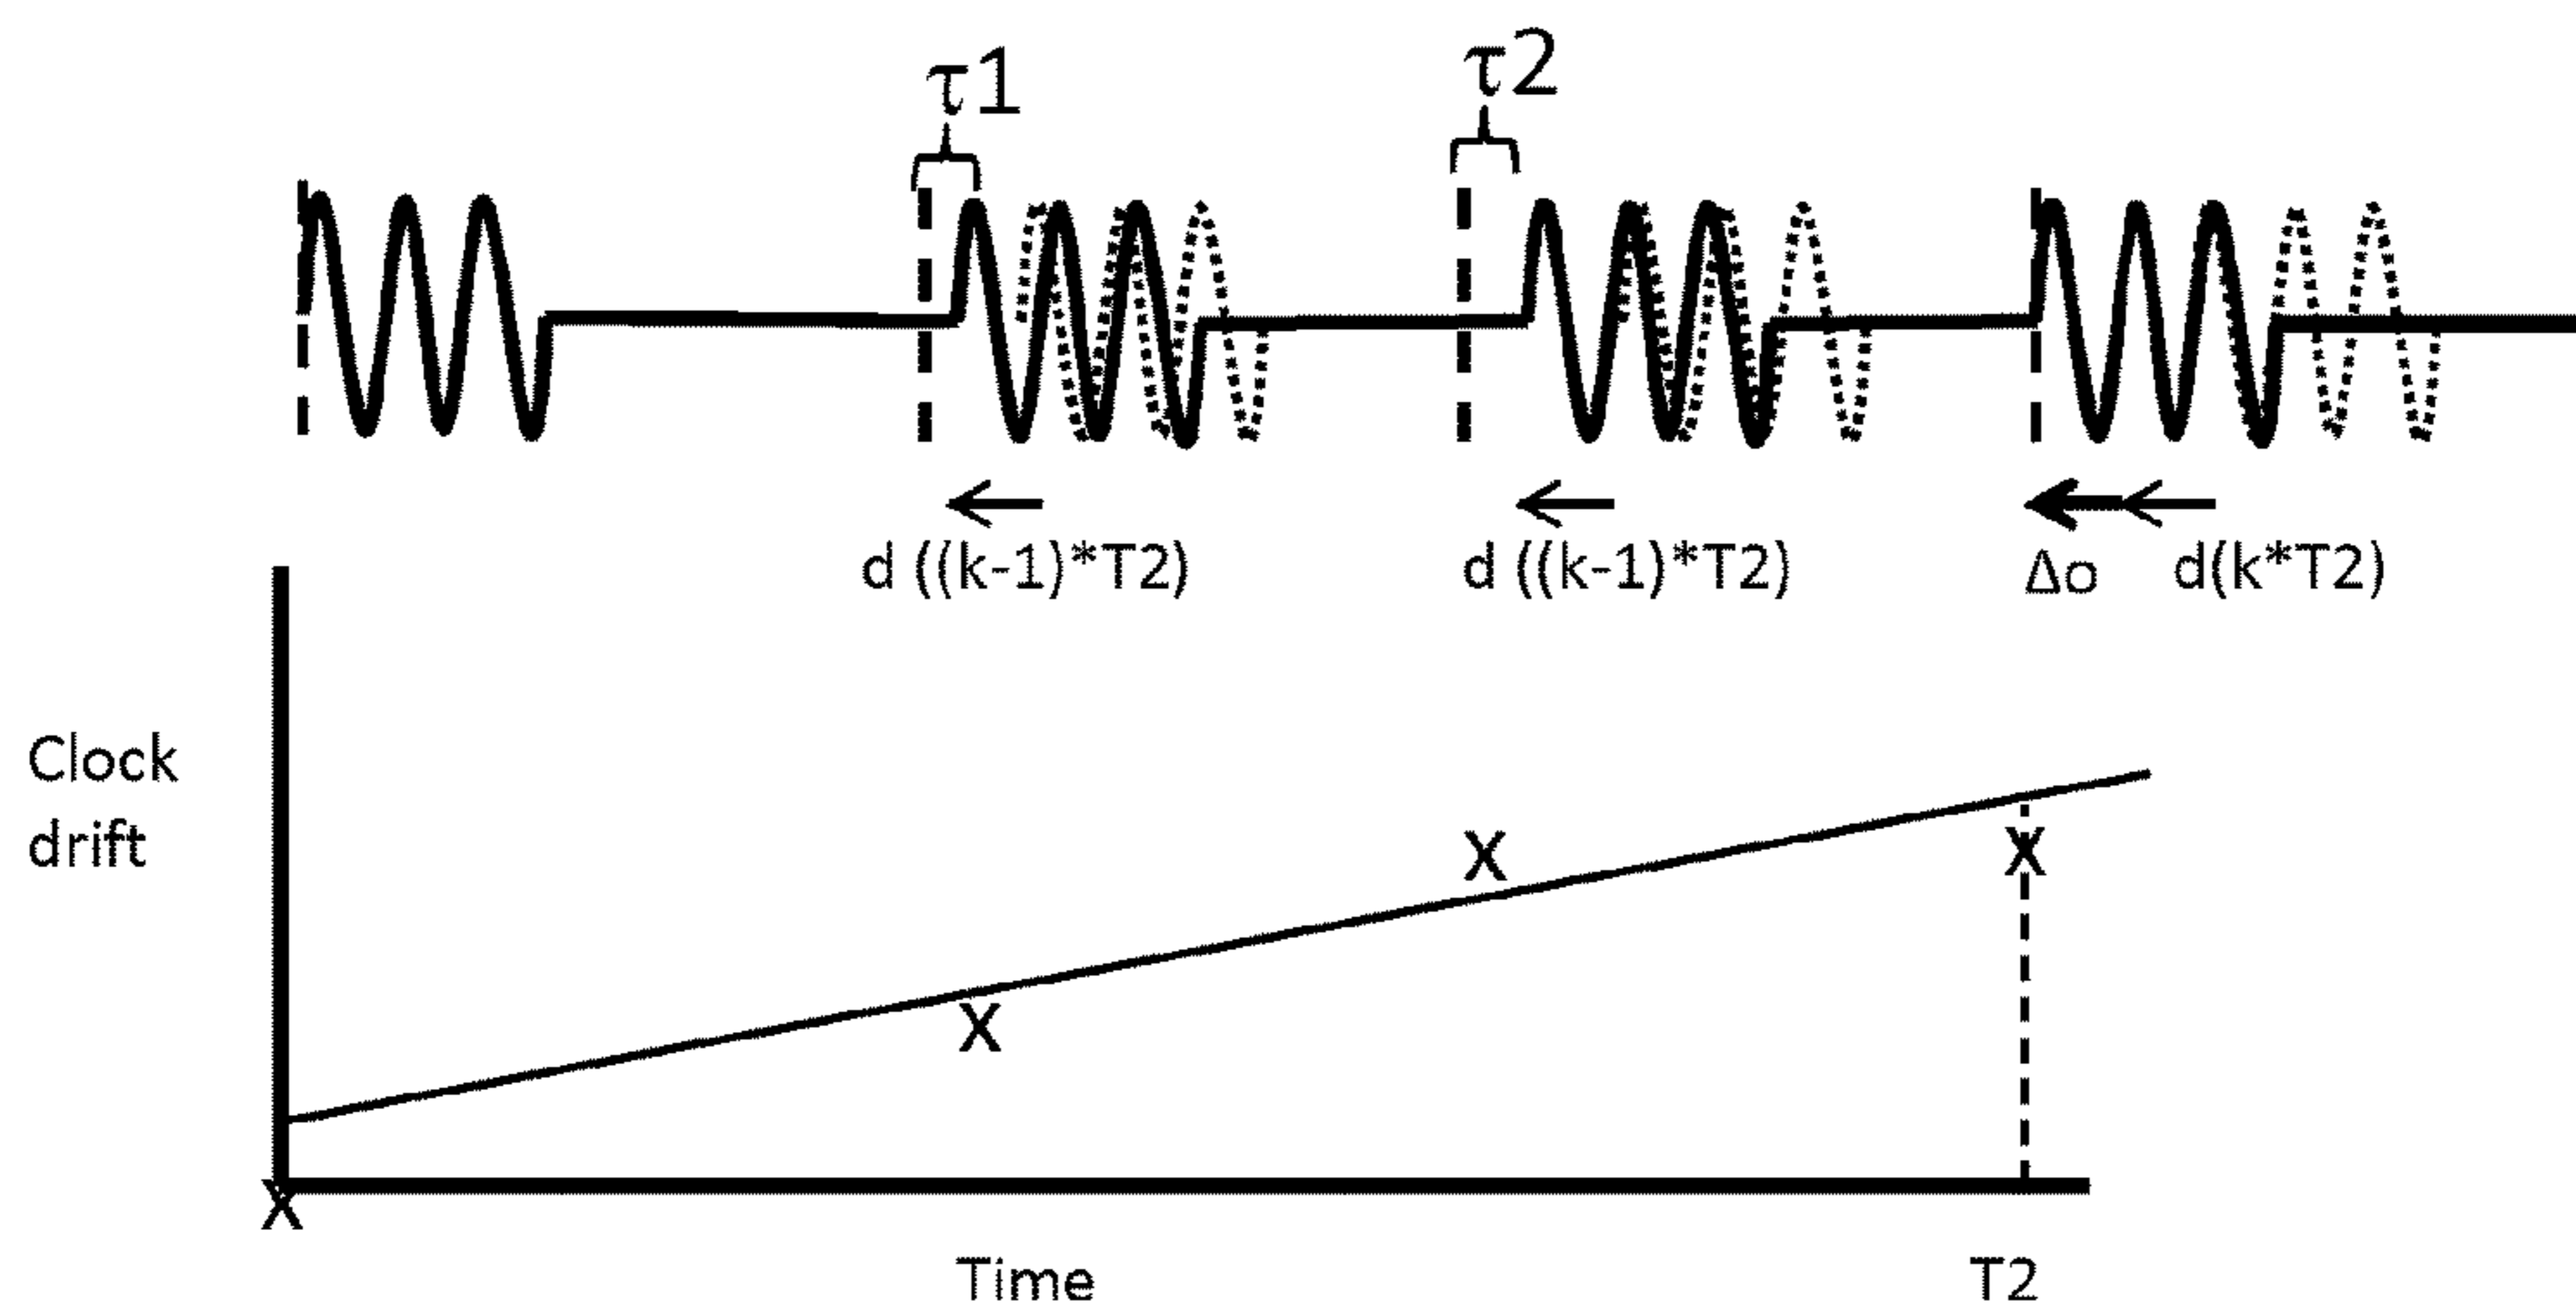 τ1 τ2
d ((k-1)*T2) d ((k-1)*T2) Δo d(k*T2)
Clock
drift
X
X
X
X
Time T2